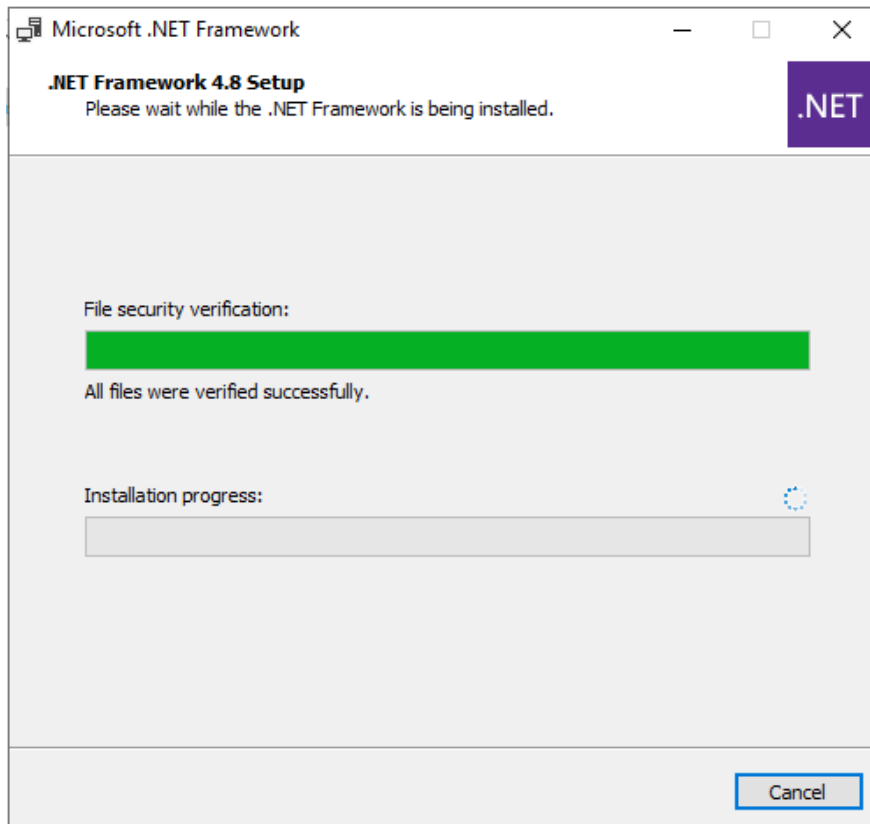 Microsoft .NET Framework
.NET Framework 4.8 Setup
Please wait while the .NET Framework is being installed.
.NET
File security verification:
All files were verified successfully.
Installation progress:
Cancel